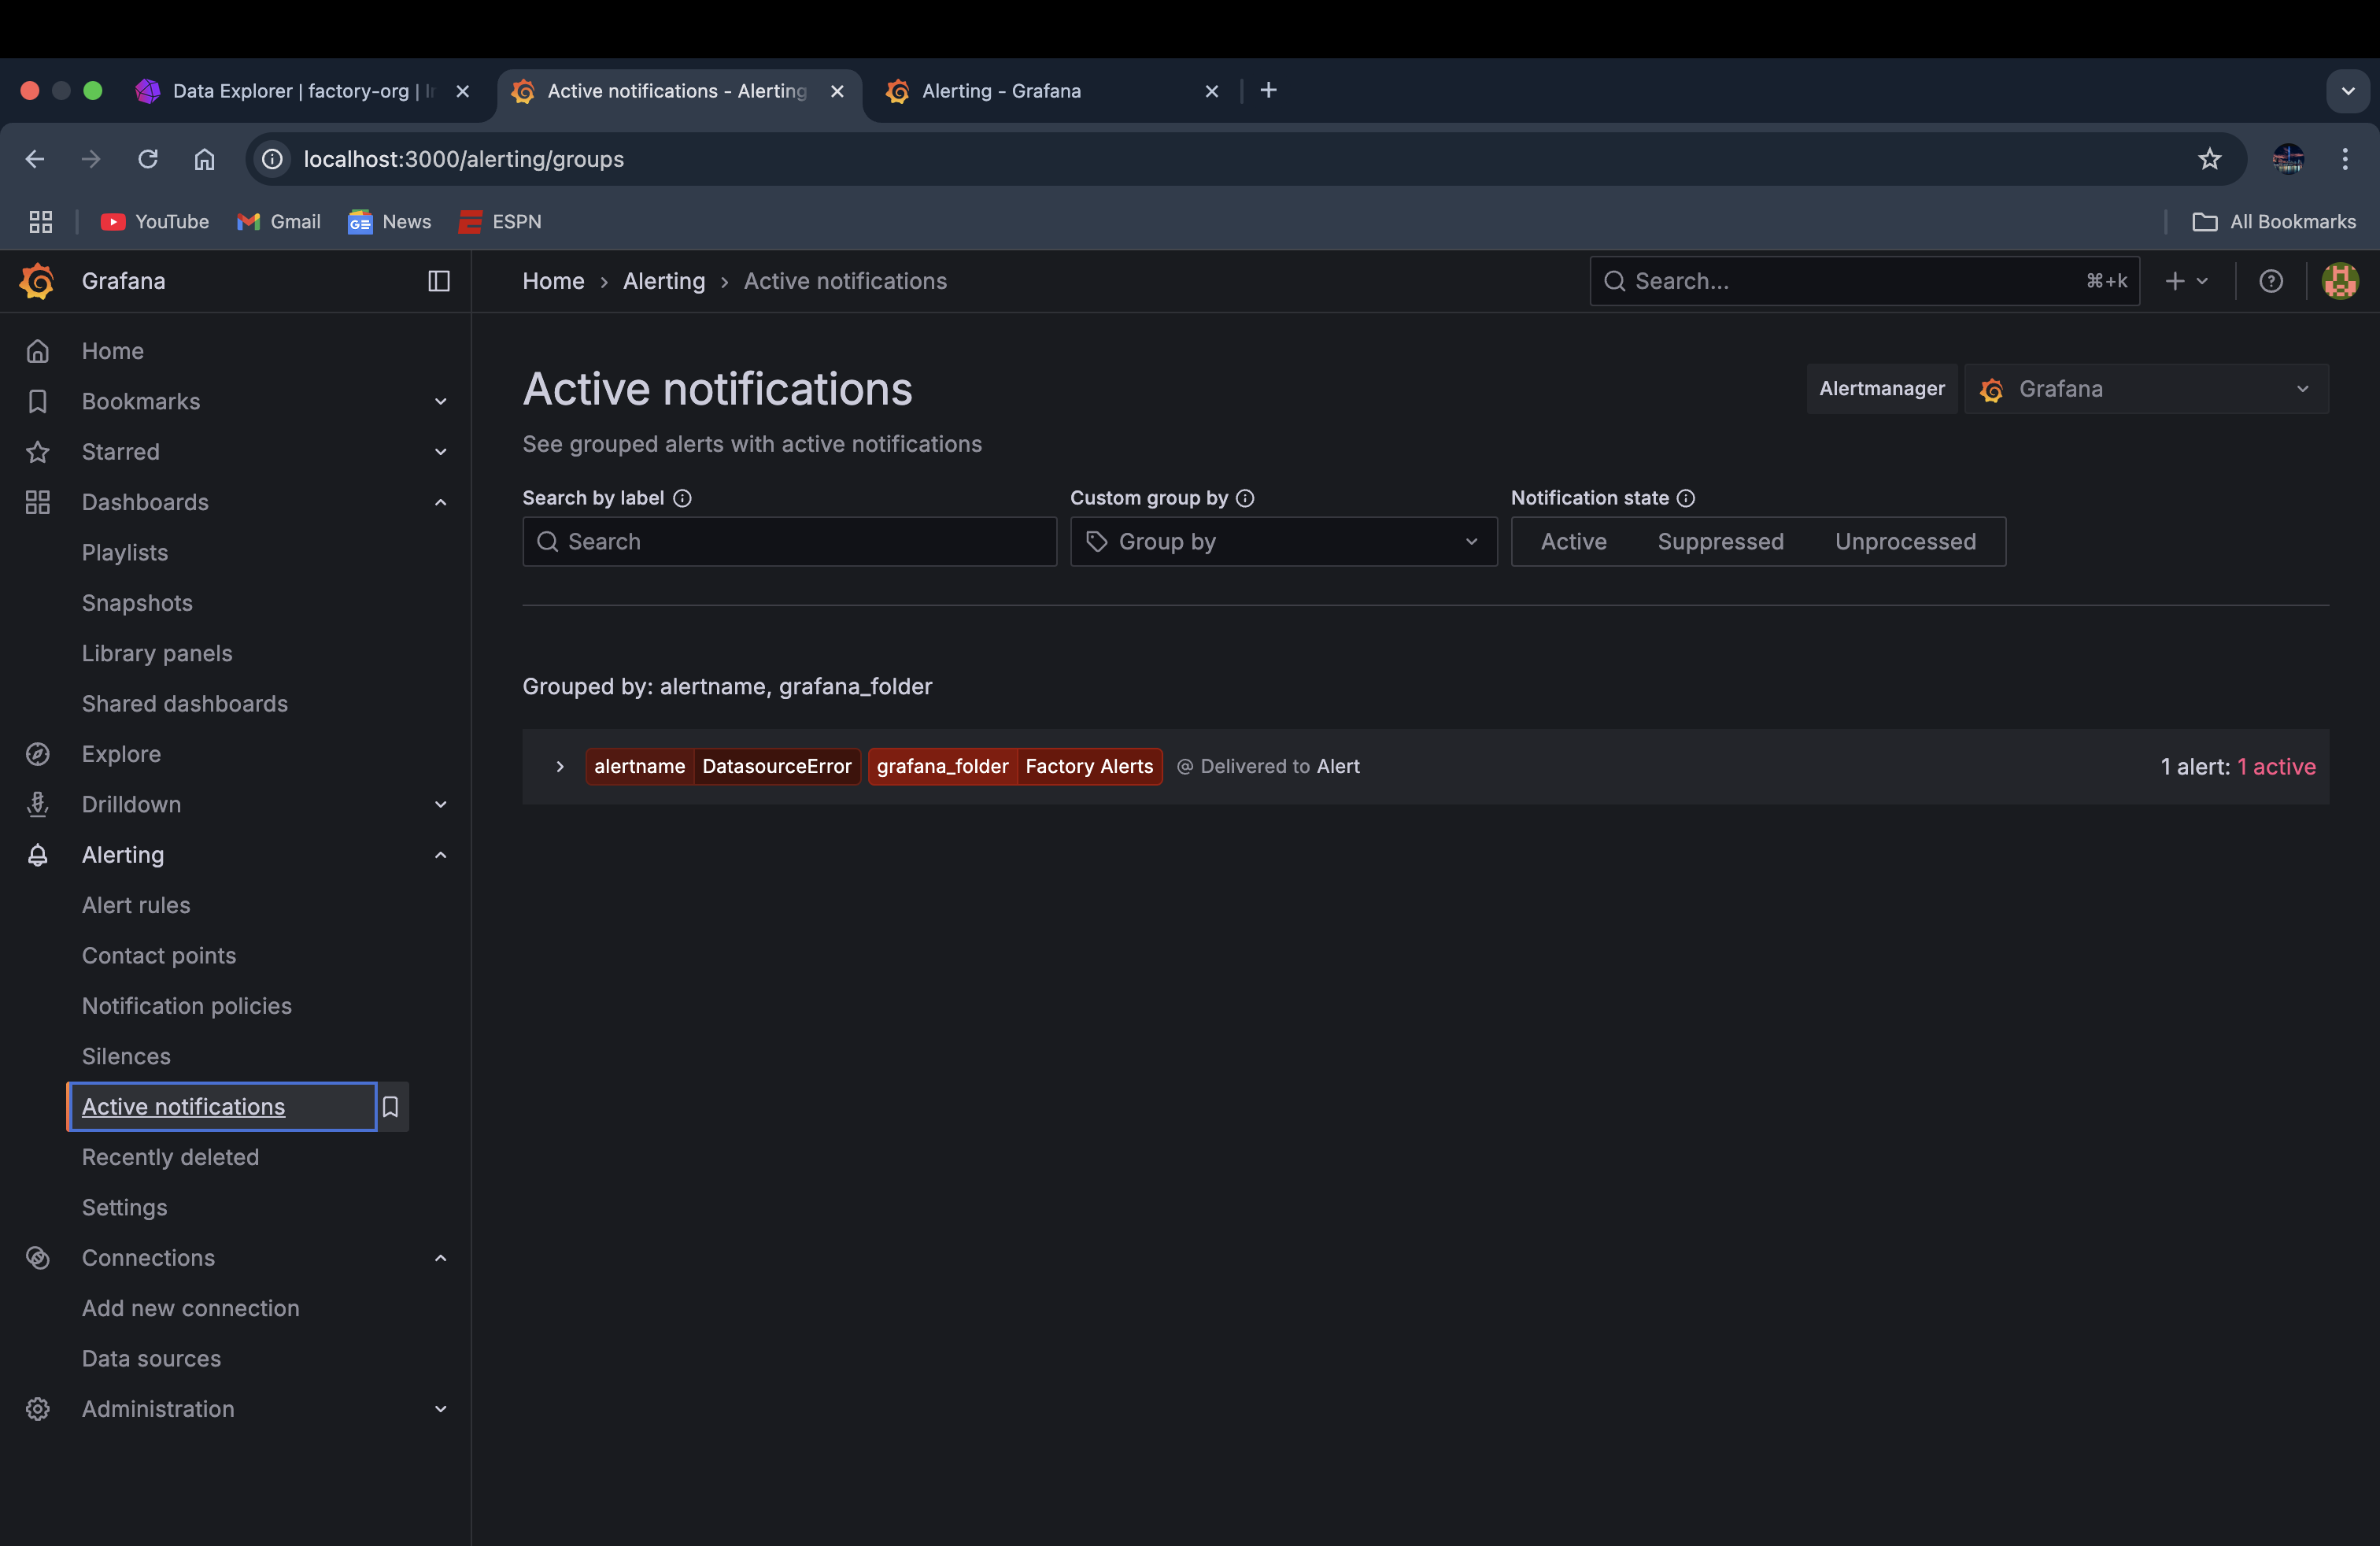 Data Explorer | factory-org | In
Active notifications - Alerting
Alerting - Grafana
localhost:3000/alerting/groups
YouTube
Gmail
News
ESPN
All Bookmarks
Grafana
Home › Alerting › Active notifications
Search...
⌘+k
Home
Bookmarks
Starred
Dashboards
Playlists
Snapshots
Library panels
Shared dashboards
Explore
Drilldown
Alerting
Alert rules
Contact points
Notification policies
Silences
Active notifications
Recently deleted
Settings
Connections
Add new connection
Data sources
Administration
Active notifications
Alertmanager
Grafana
See grouped alerts with active notifications
Search by label
Search
Custom group by
Group by
Notification state
Active Suppressed Unprocessed
Grouped by: alertname, grafana_folder
alertname DatasourceError grafana_folder Factory Alerts @ Delivered to Alert 1 alert: 1 active